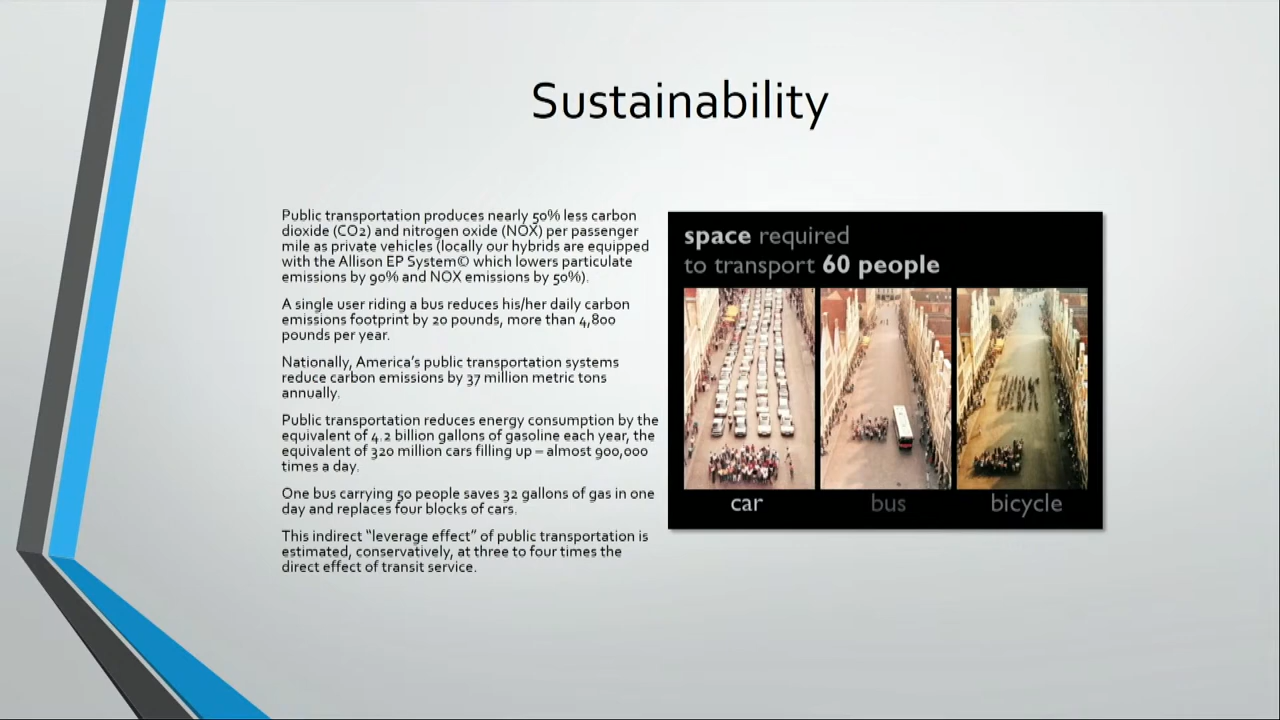 Sustainability
Public transportation produces nearly 50% less carbon
dioxide (CO2) and nitrogen oxide (NOX) per passenger
mile as private vehicles (locally our hybrids are equipped
with the Allison EP System© which lowers particulate
emissions by 90% and NOX emissions by 50%).
A single user riding a bus reduces his/her daily carbon
emissions footprint by 20 pounds, more than 4,800
pounds per year.
Nationally, America's public transportation systems
reduce carbon emissions by 37 million metric tons
annually.
Public transportation reduces energy consumption by the
equivalent of 4.2 billion gallons of gasoline each year, the
equivalent of 320 million cars filling up – almost 900,000
times a day.
One bus carrying 50 people saves 32 gallons of gas in one
day and replaces four blocks of cars.
This indirect “leverage effect” of public transportation is
estimated, conservatively, at three to four times the
direct effect of transit service.
space required
to transport 60 people
car
bus
bicycle